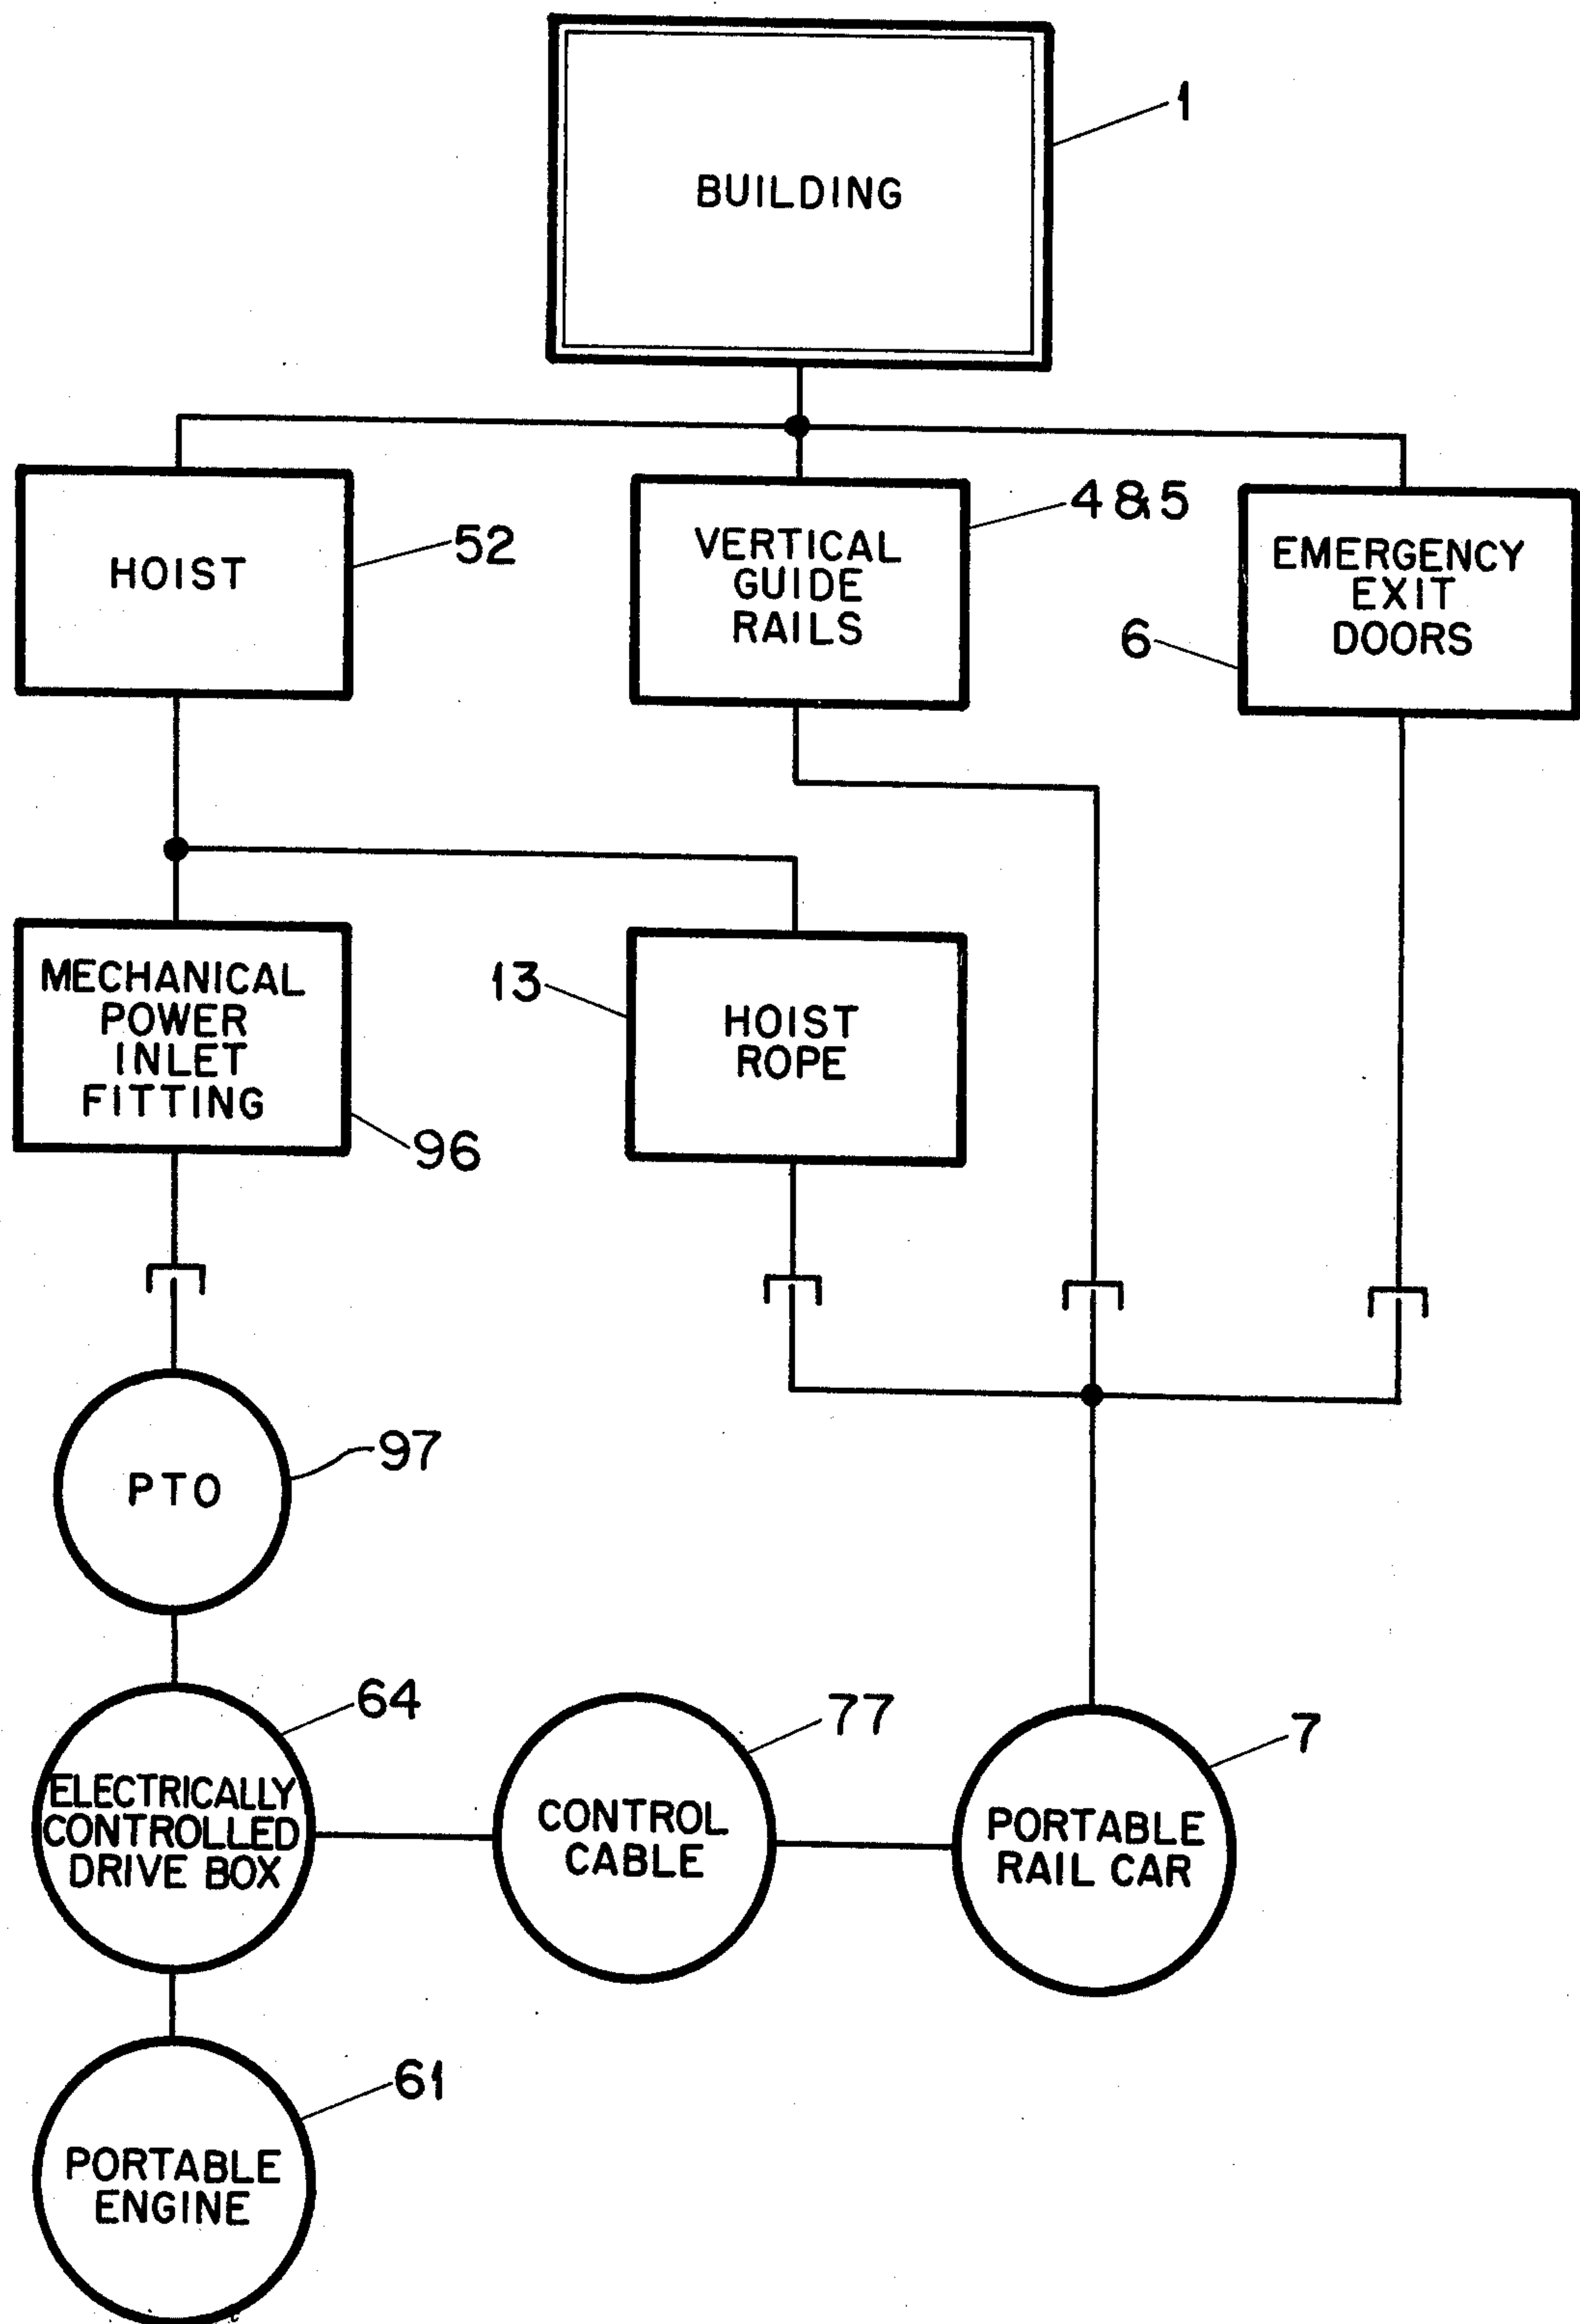 1
BUILDING
HOIST
52
VERTICAL
GUIDE
RAILS
4 & 5
EMERGENCY
EXIT
DOORS
6
MECHANICAL
POWER
INLET
FITTING
96
13
HOIST
ROPE
PTO
97
64
ELECTRICALLY
CONTROLLED
DRIVE BOX
77
CONTROL
CABLE
7
PORTABLE
RAIL CAR
61
PORTABLE
ENGINE